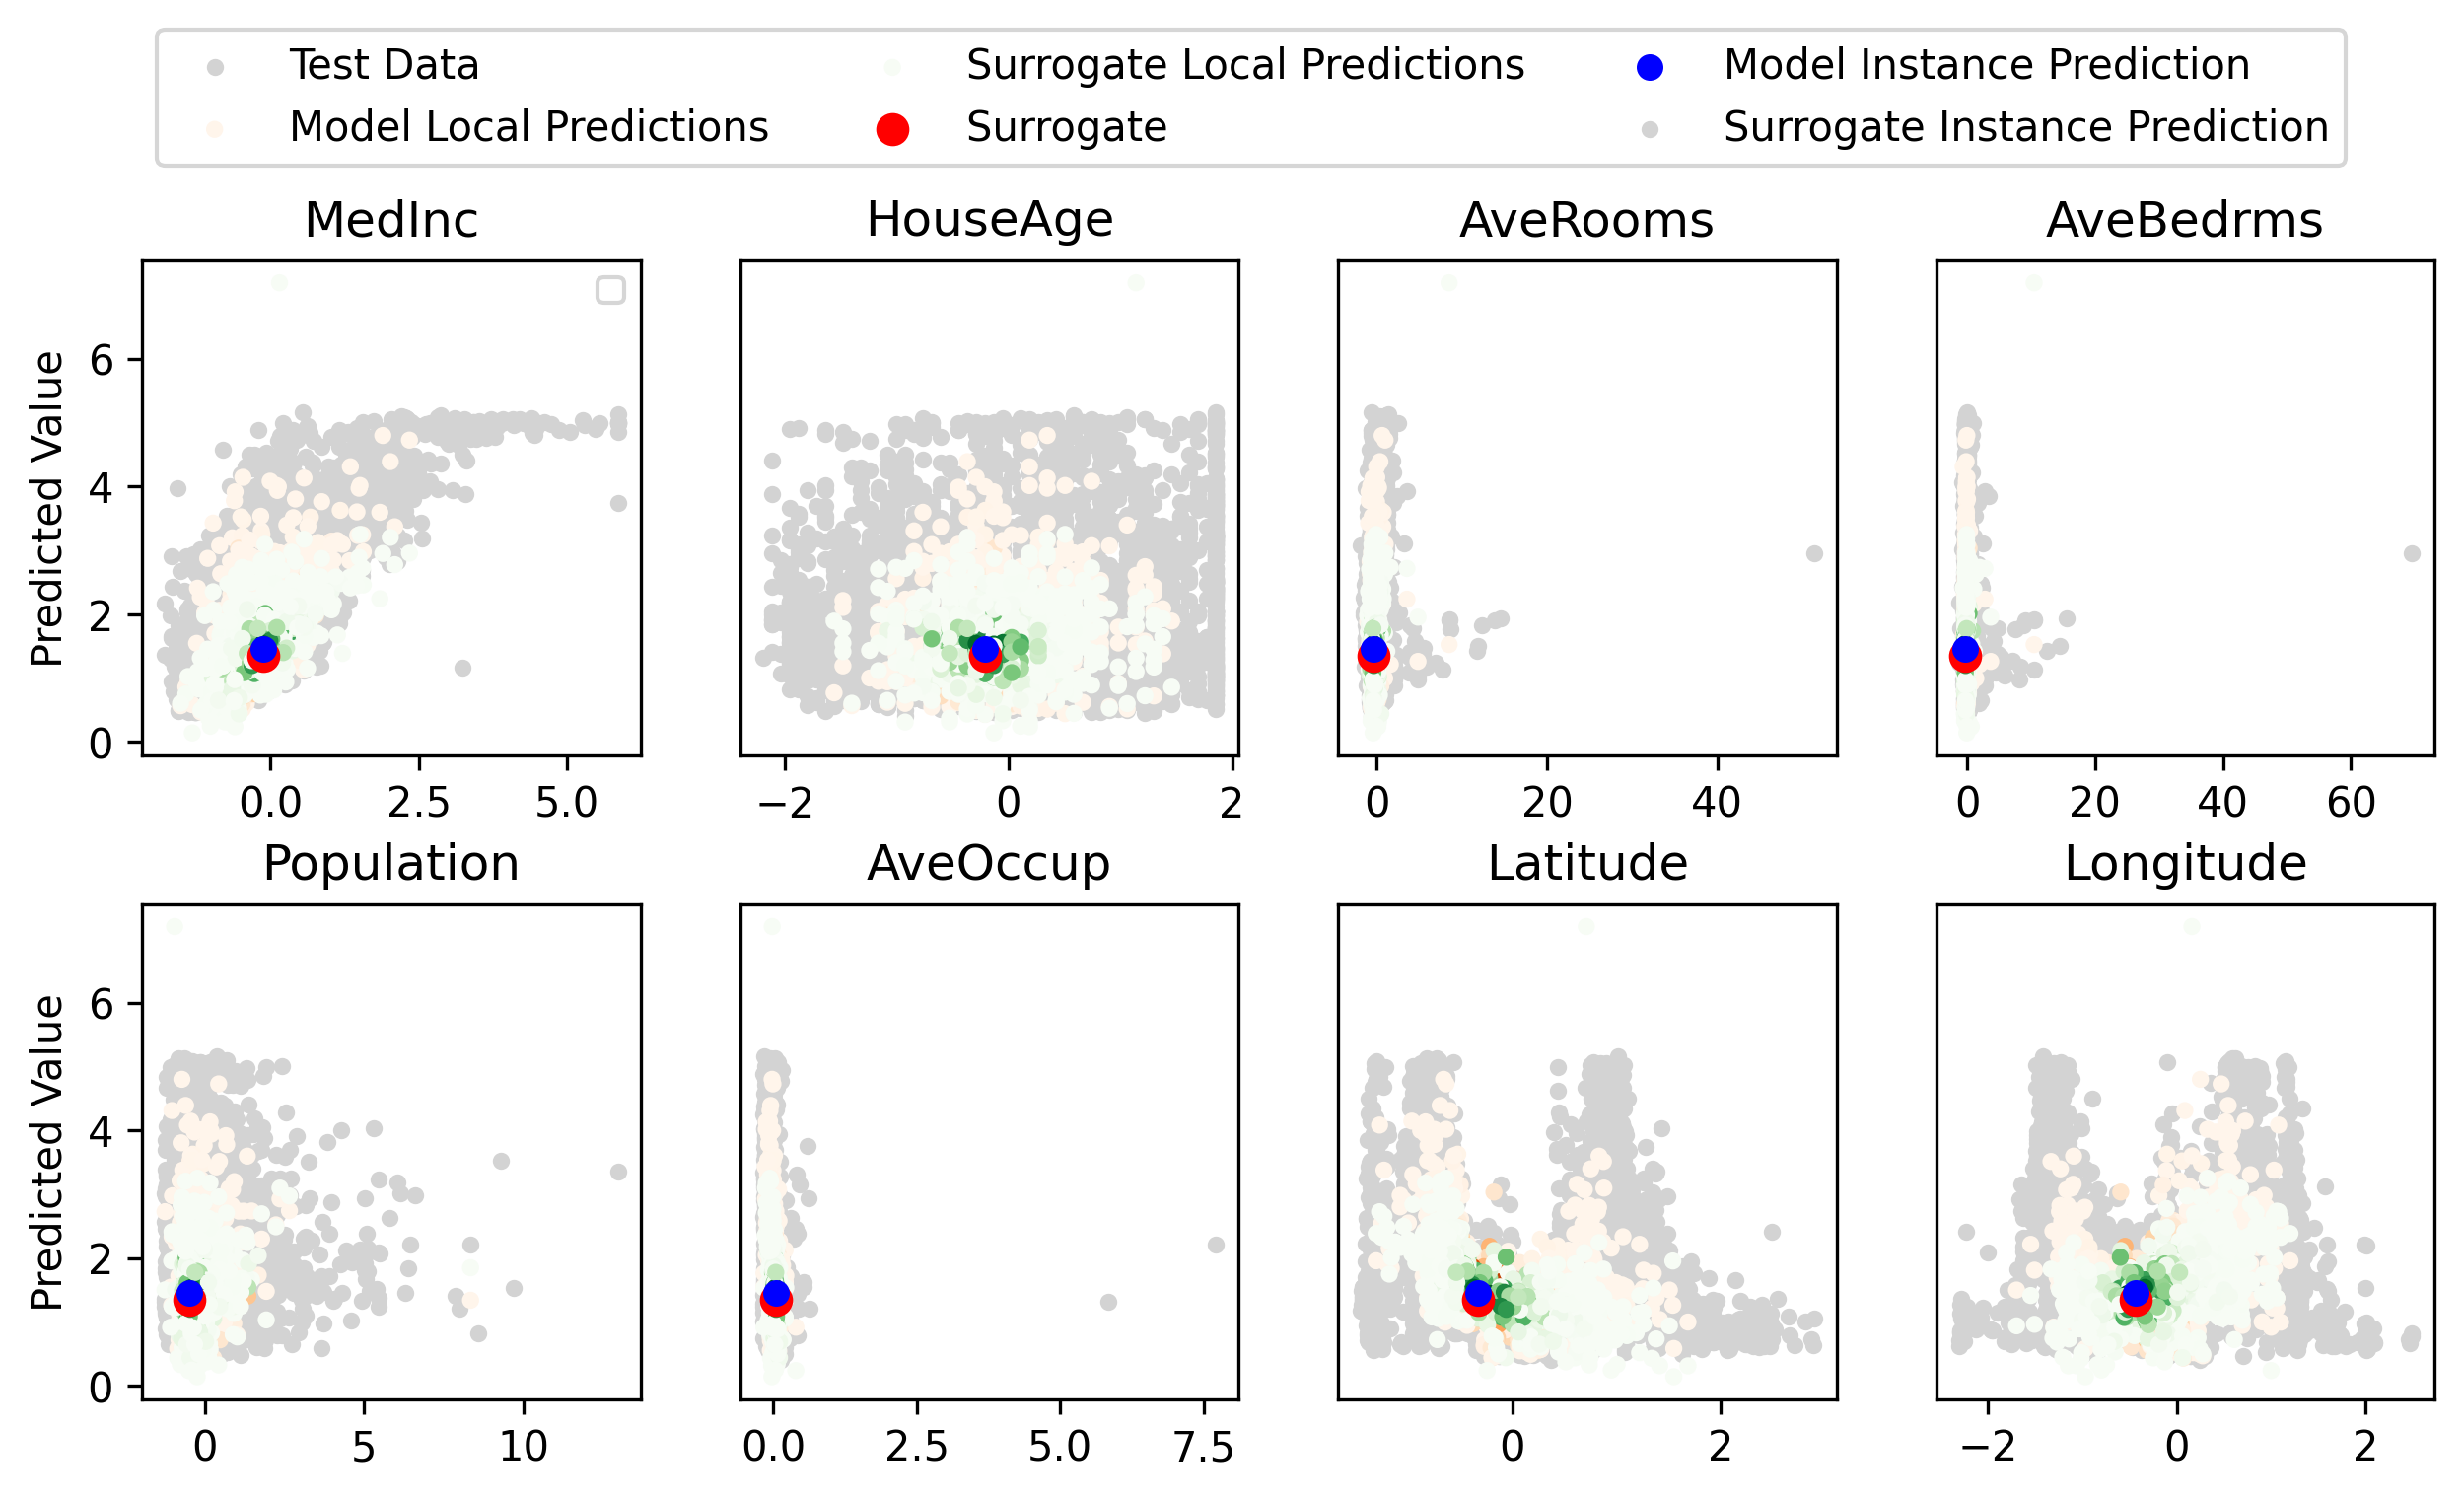 Test Data
Model Local Predictions
Surrogate Local Predictions
Surrogate
Model Instance Prediction
Surrogate Instance Prediction
MedInc
HouseAge
AveRooms
AveBedrms
Predicted Value
6
4
2
0
0.0 2.5 5.0
−2 0 2
0 20 40
0 20 40 60
Population
AveOccup
Latitude
Longitude
Predicted Value
6
4
2
0
0 5 10
0.0 2.5 5.0 7.5
0 2
−2 0 2